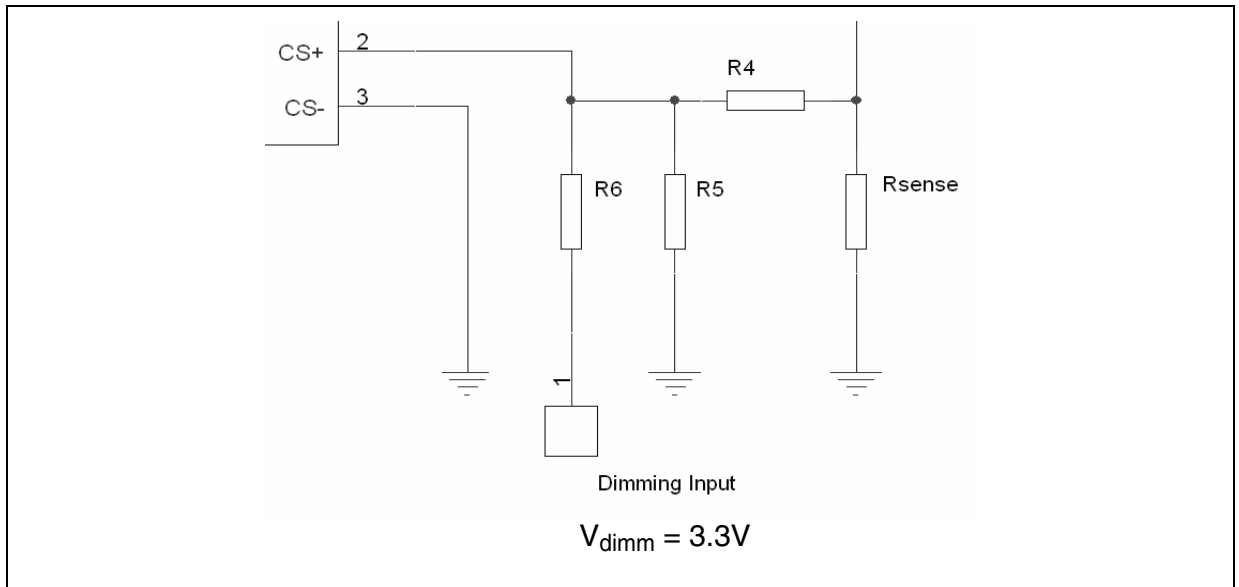 CS+
2
CS-
3
R4
R6
R5
Rsense
1
Dimming Input
Vdimm = 3.3V